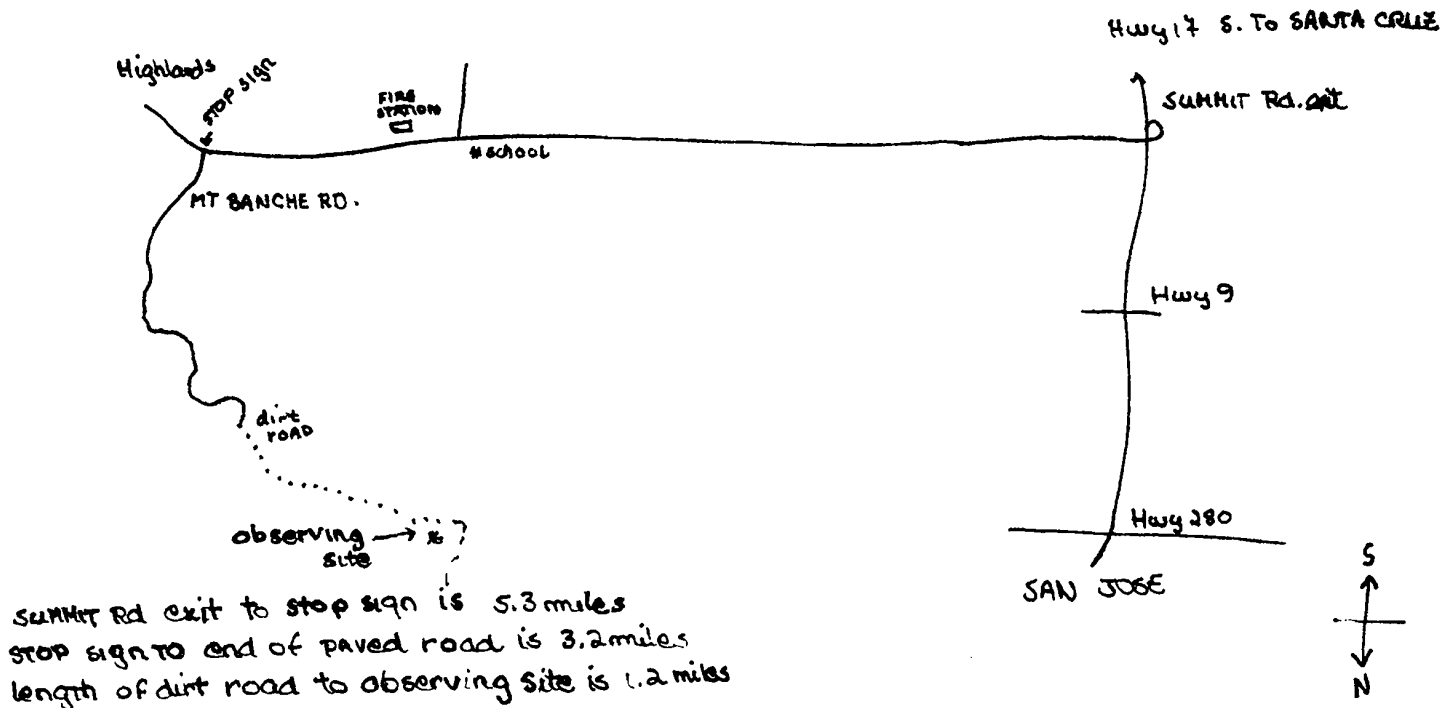 Hwy 17 S. To SANTA CRUZ
Highlands
STOP SIGN
FIRE
STATION
SUMMIT Rd. exit
* SCHOOL
MT BANCHE RD.
Hwy 9
dirt
ROAD
Observing
site
Hwy 280
SAN JOSE
S
N
SUMMIT Rd exit to stop sign is 5.3 miles
STOP sign TO end of PAVED road is 3.2 miles
length of dirt road to observing site is 1.2 miles